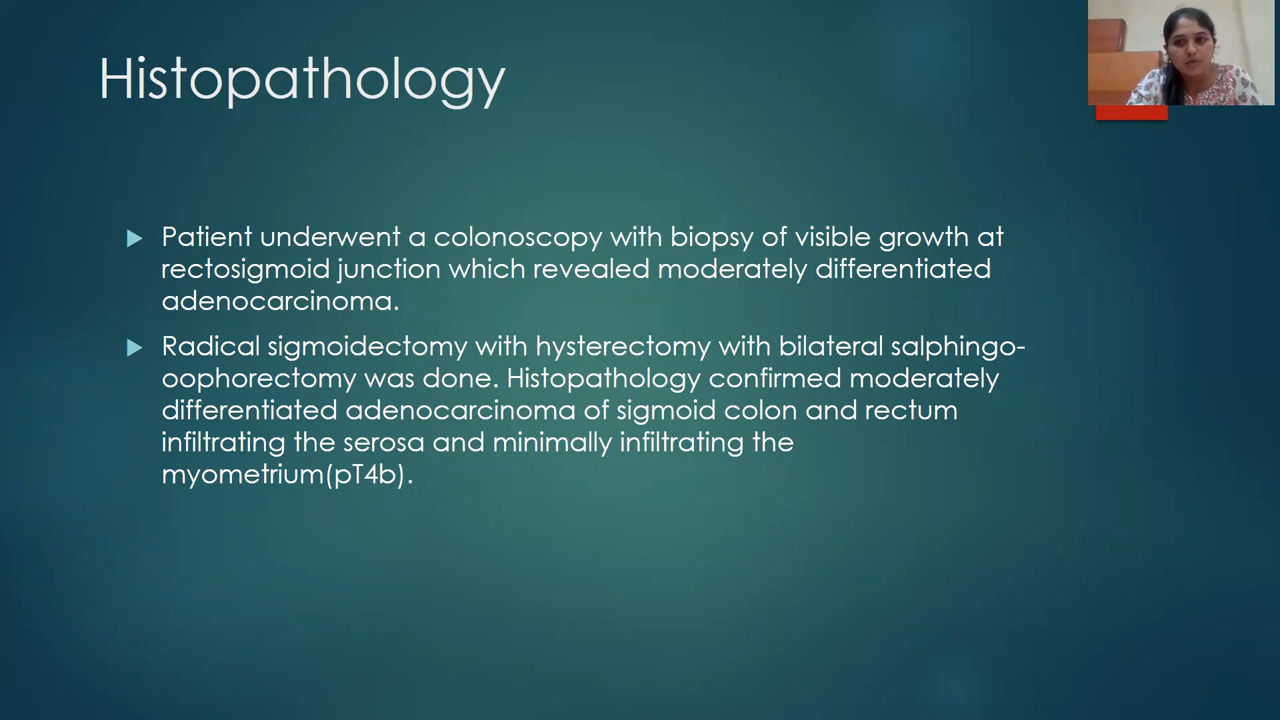 Histopathology
Patient underwent a colonoscopy with biopsy of visible growth at
rectosigmoid junction which revealed moderately differentiated
adenocarcinoma.
Radical sigmoidectomy with hysterectomy with bilateral salphingo-
oophorectomy was done. Histopathology confirmed moderately
differentiated adenocarcinoma of sigmoid colon and rectum
infiltrating the serosa and minimally infiltrating the
myometrium(pT4b).